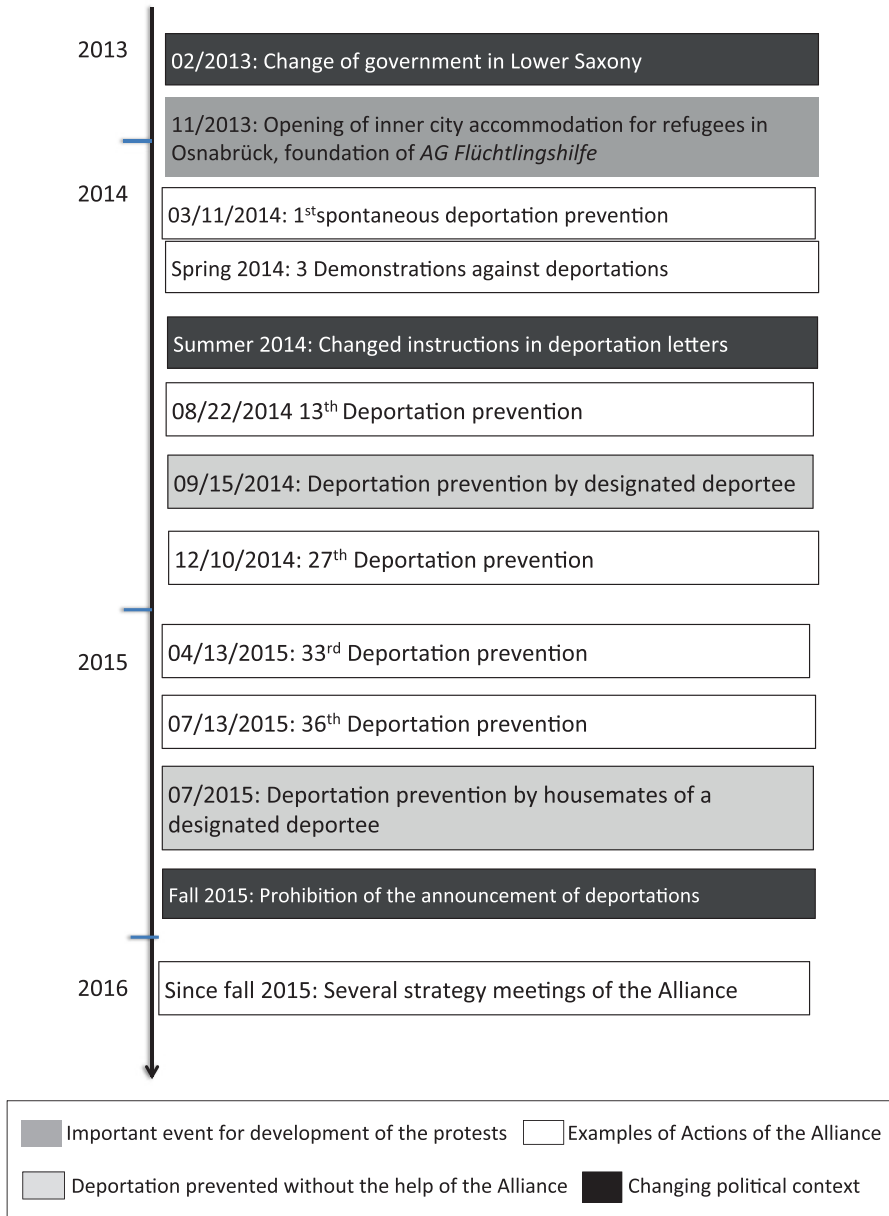 2013
02/2013: Change of government in Lower Saxony
11/2013: Opening of inner city accommodation for refugees in
Osnabrück, foundation of AG Flüchtlingshilfe
2014
03/11/2014: 1stspontaneous deportation prevention
Spring 2014: 3 Demonstrations against deportations
Summer 2014: Changed instructions in deportation letters
08/22/2014 13th Deportation prevention
09/15/2014: Deportation prevention by designated deportee
12/10/2014: 27th Deportation prevention
2015
04/13/2015: 33rd Deportation prevention
07/13/2015: 36th Deportation prevention
07/2015: Deportation prevention by housemates of a
designated deportee
Fall 2015: Prohibition of the announcement of deportations
2016
Since fall 2015: Several strategy meetings of the Alliance
Important event for development of the protests
Examples of Actions of the Alliance
Deportation prevented without the help of the Alliance
Changing political context